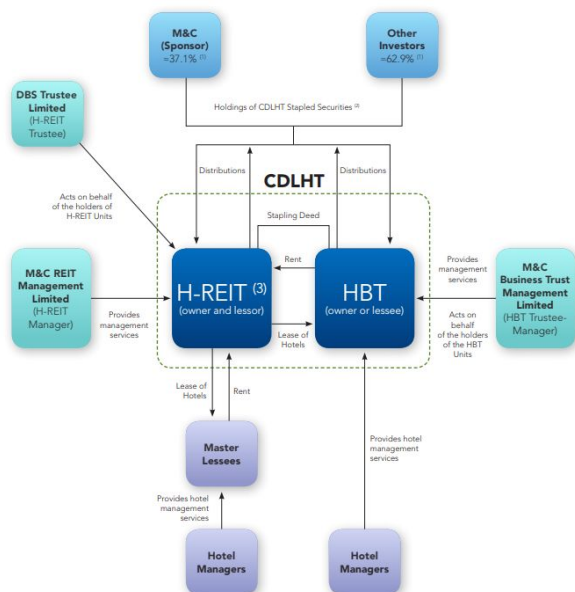 M&C
(Sponsor)
≈37.1% (1)
Other
Investors
≈62.9% (1)
DBS Trustee
Limited
(H-REIT
Trustee)
Holdings of CDLHT Stapled Securities (2)
Distributions
Distributions
CDLHT
Acts on behalf
of the holders of
H-REIT Units
Stapling Deed
M&C REIT
Management
Limited
(H-REIT
Manager)
Provides
management
services
H-REIT (3)
(owner and lessor)
Rent
Lease of
Hotels
HBT
(owner or lessee)
Provides
management
services
Acts on
behalf
of the holders
of the HBT
Units
M&C
Business Trust
Management
Limited
(HBT Trustee-
Manager)
Lease of
Hotels
Rent
Master
Lessees
Provides hotel
management
services
Provides hotel
management
services
Hotel
Managers
Hotel
Managers